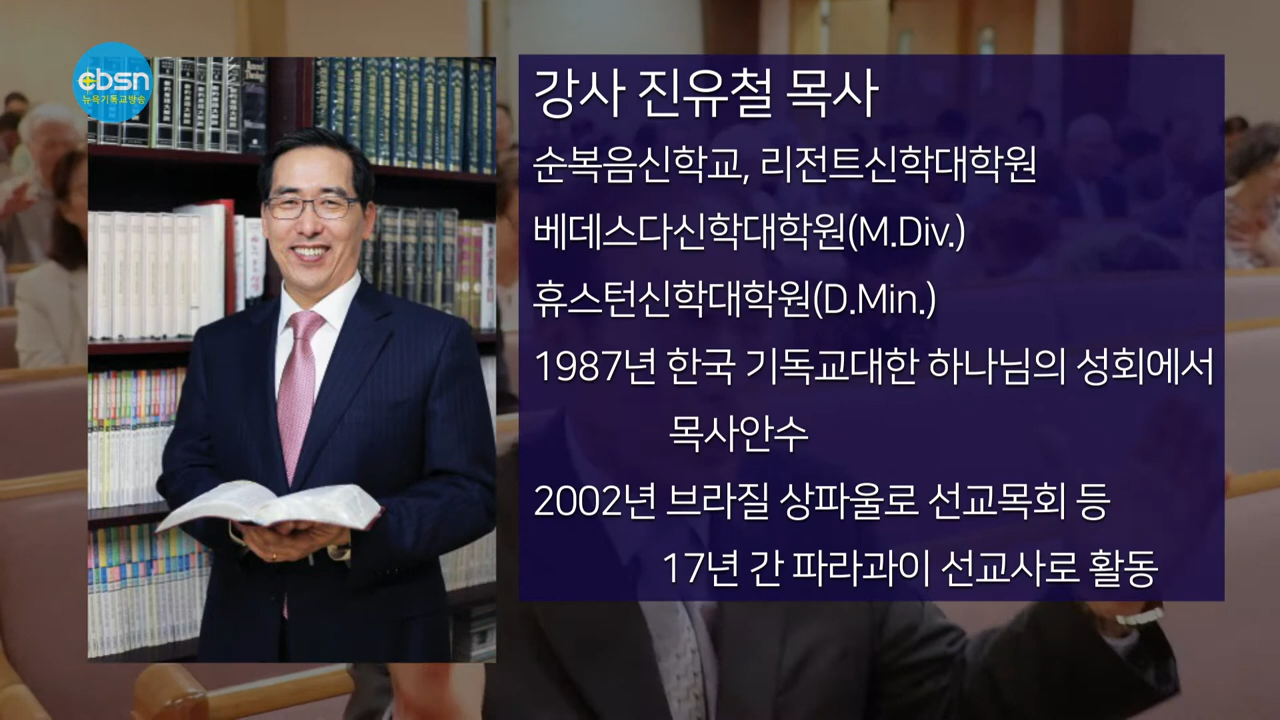 cbsn
뉴욕기독교방송
강사 진유철 목사
순복음신학교, 리전트신학대학원
베데스다신학대학원(M.Div.)
휴스턴신학대학원(D.Min.)
1987년 한국 기독교대한 하나님의 성회에서
목사안수
2002년 브라질 상파울로 선교목회 등
17년 간 파라과이 선교사로 활동